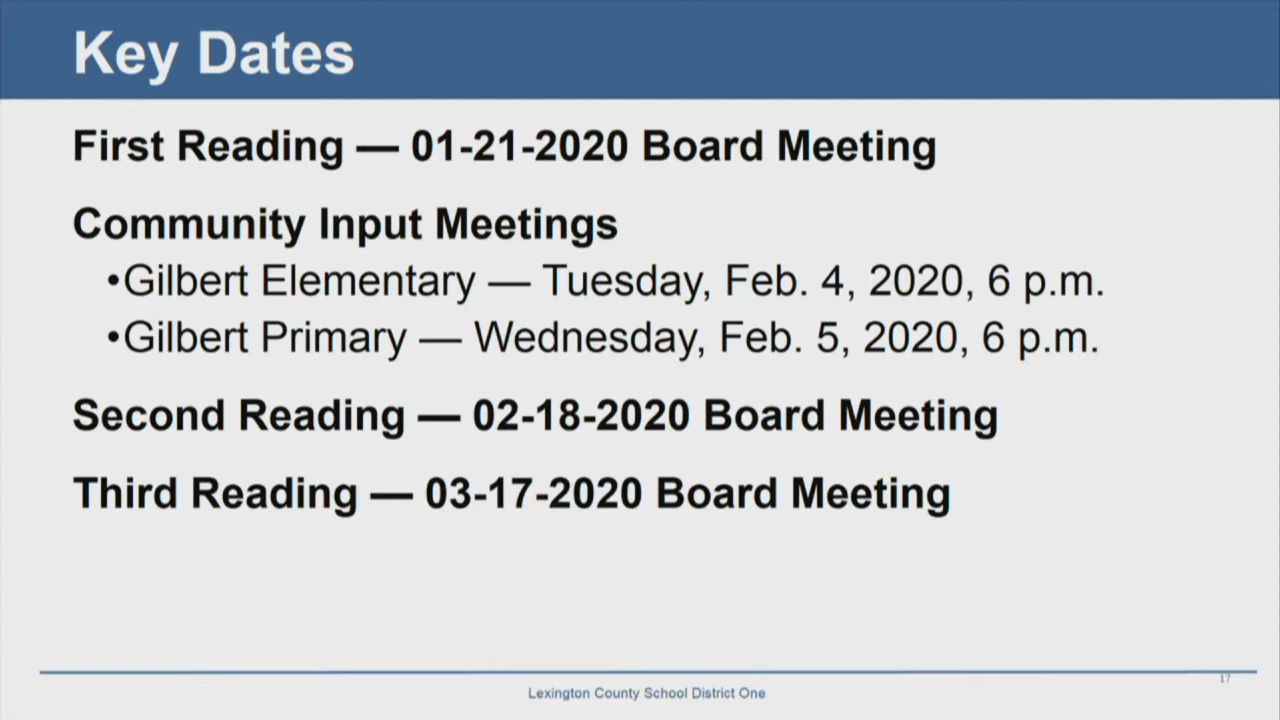 Key Dates
First Reading — 01-21-2020 Board Meeting
Community Input Meetings
•Gilbert Elementary — Tuesday, Feb. 4, 2020, 6 p.m.
•Gilbert Primary — Wednesday, Feb. 5, 2020, 6 p.m.
Second Reading — 02-18-2020 Board Meeting
Third Reading — 03-17-2020 Board Meeting
17
Lexington County School District One